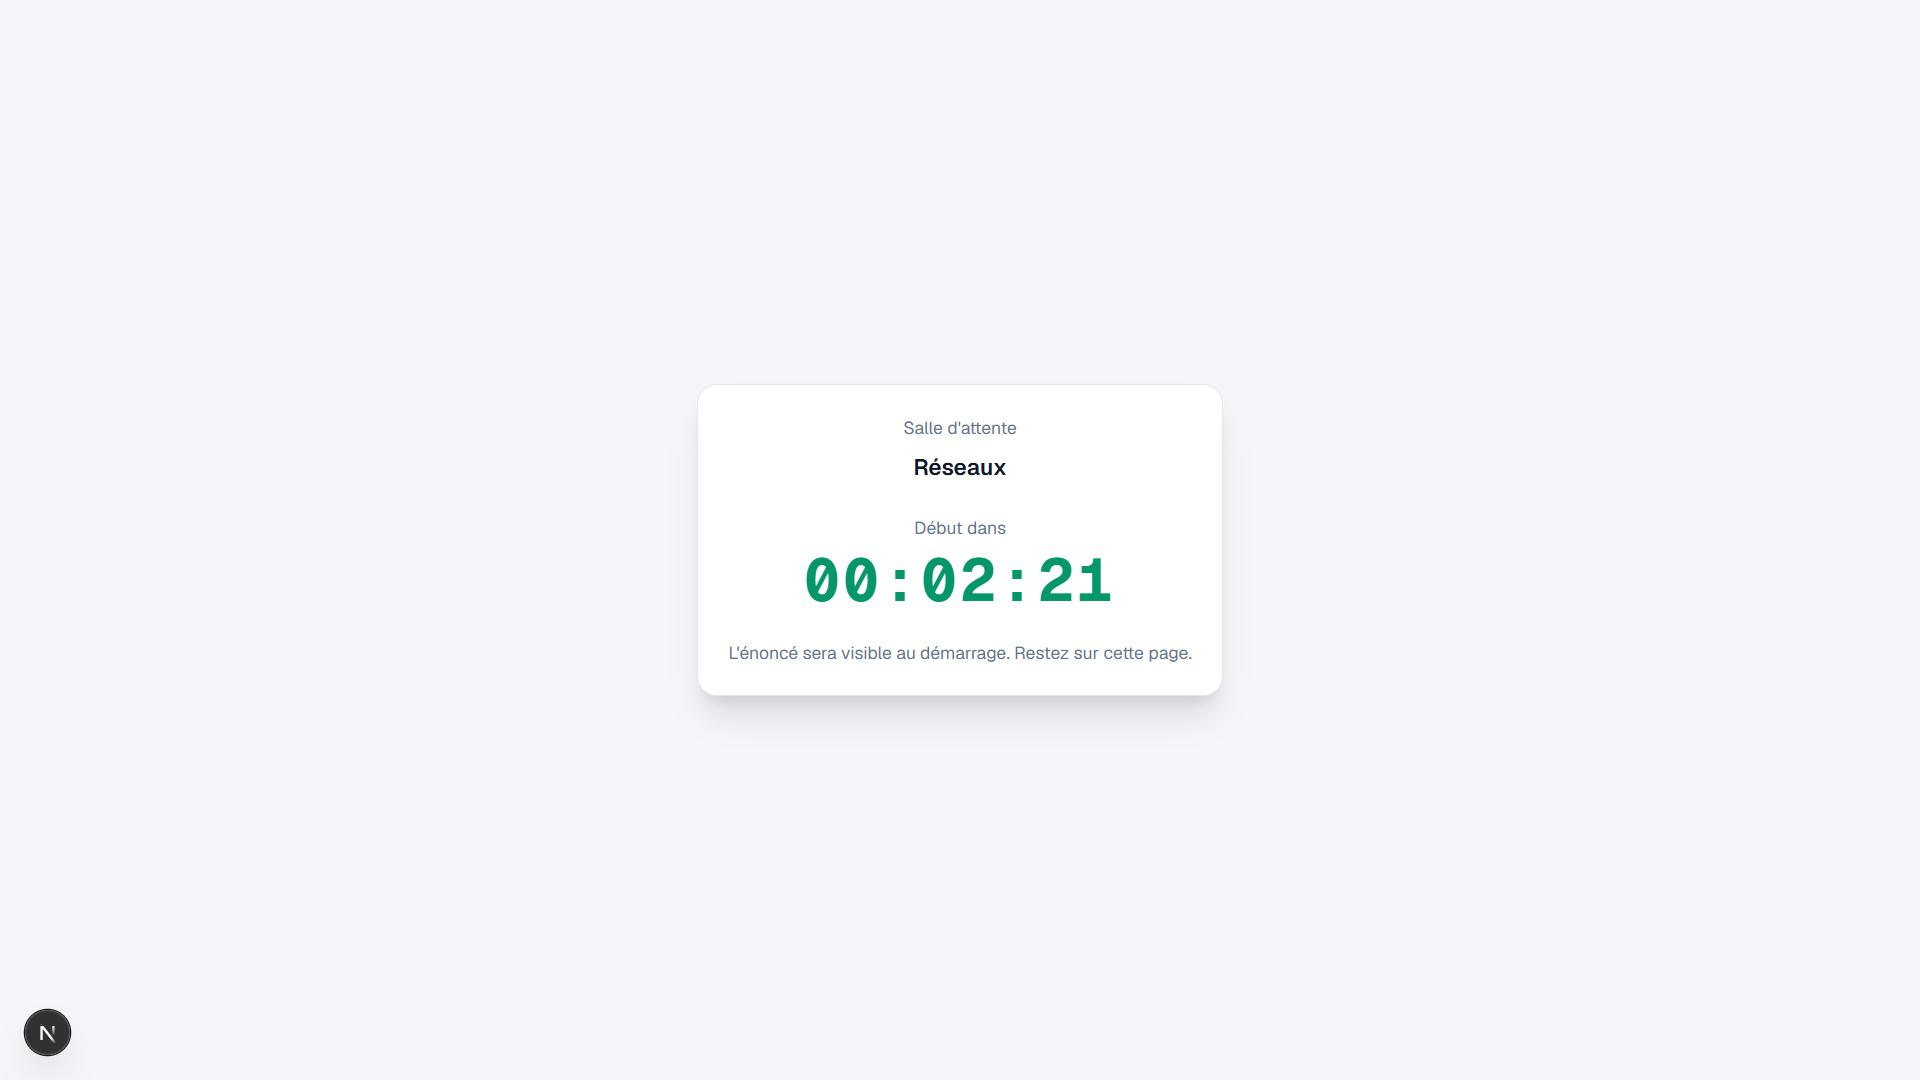 Salle d'attente
Réseaux
Début dans
00:02:21
L'énoncé sera visible au démarrage. Restez sur cette page.
N